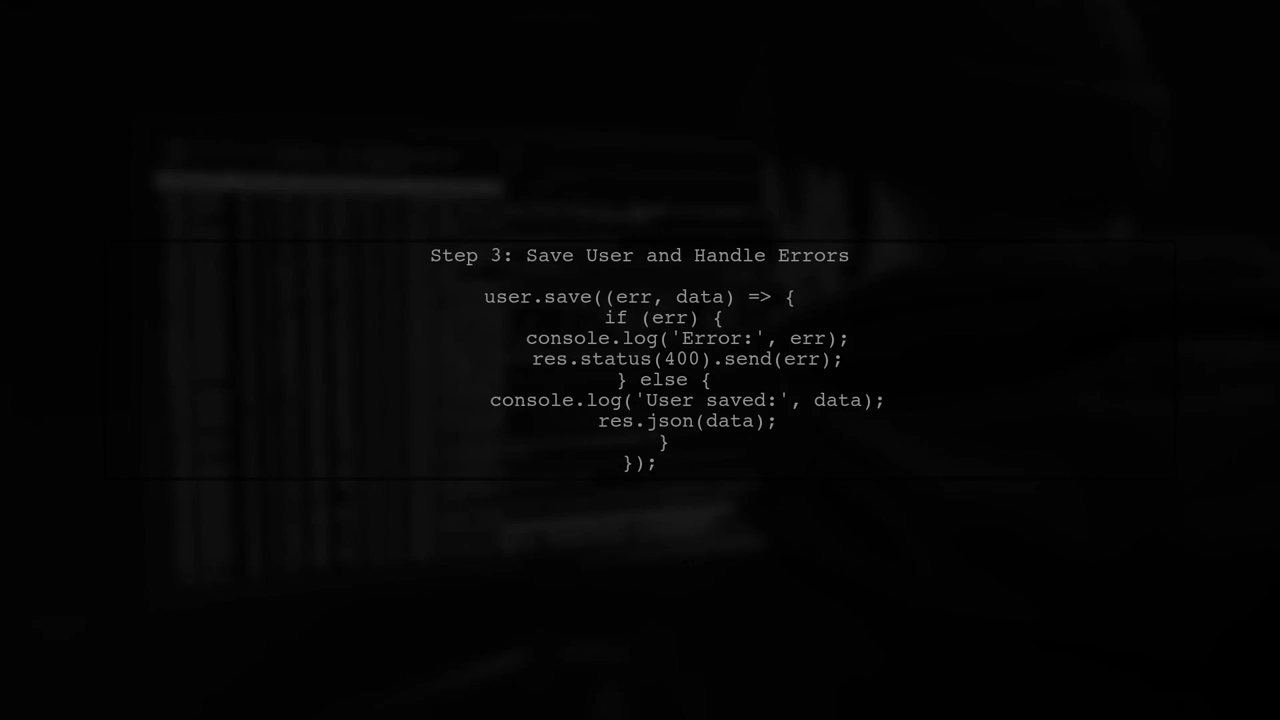 Step 3: Save User and Handle Errors
user.save((err, data) => {
if (err) {
console.log('Error:', err);
res.status(400).send(err);
} else {
console.log('User saved:', data);
res.json(data);
}
});